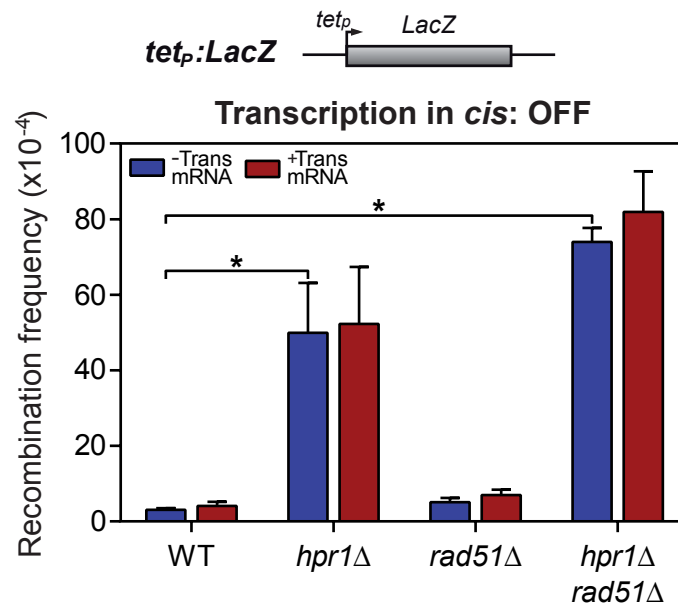 tetp LacZ
tetP:LacZ
Transcription in cis: OFF
Recombination frequency (x10⁻⁴)
100
80
60
40
20
0
-Trans mRNA
+Trans mRNA
*
*
WT
hpr1Δ
rad51Δ
hpr1Δ
rad51Δ